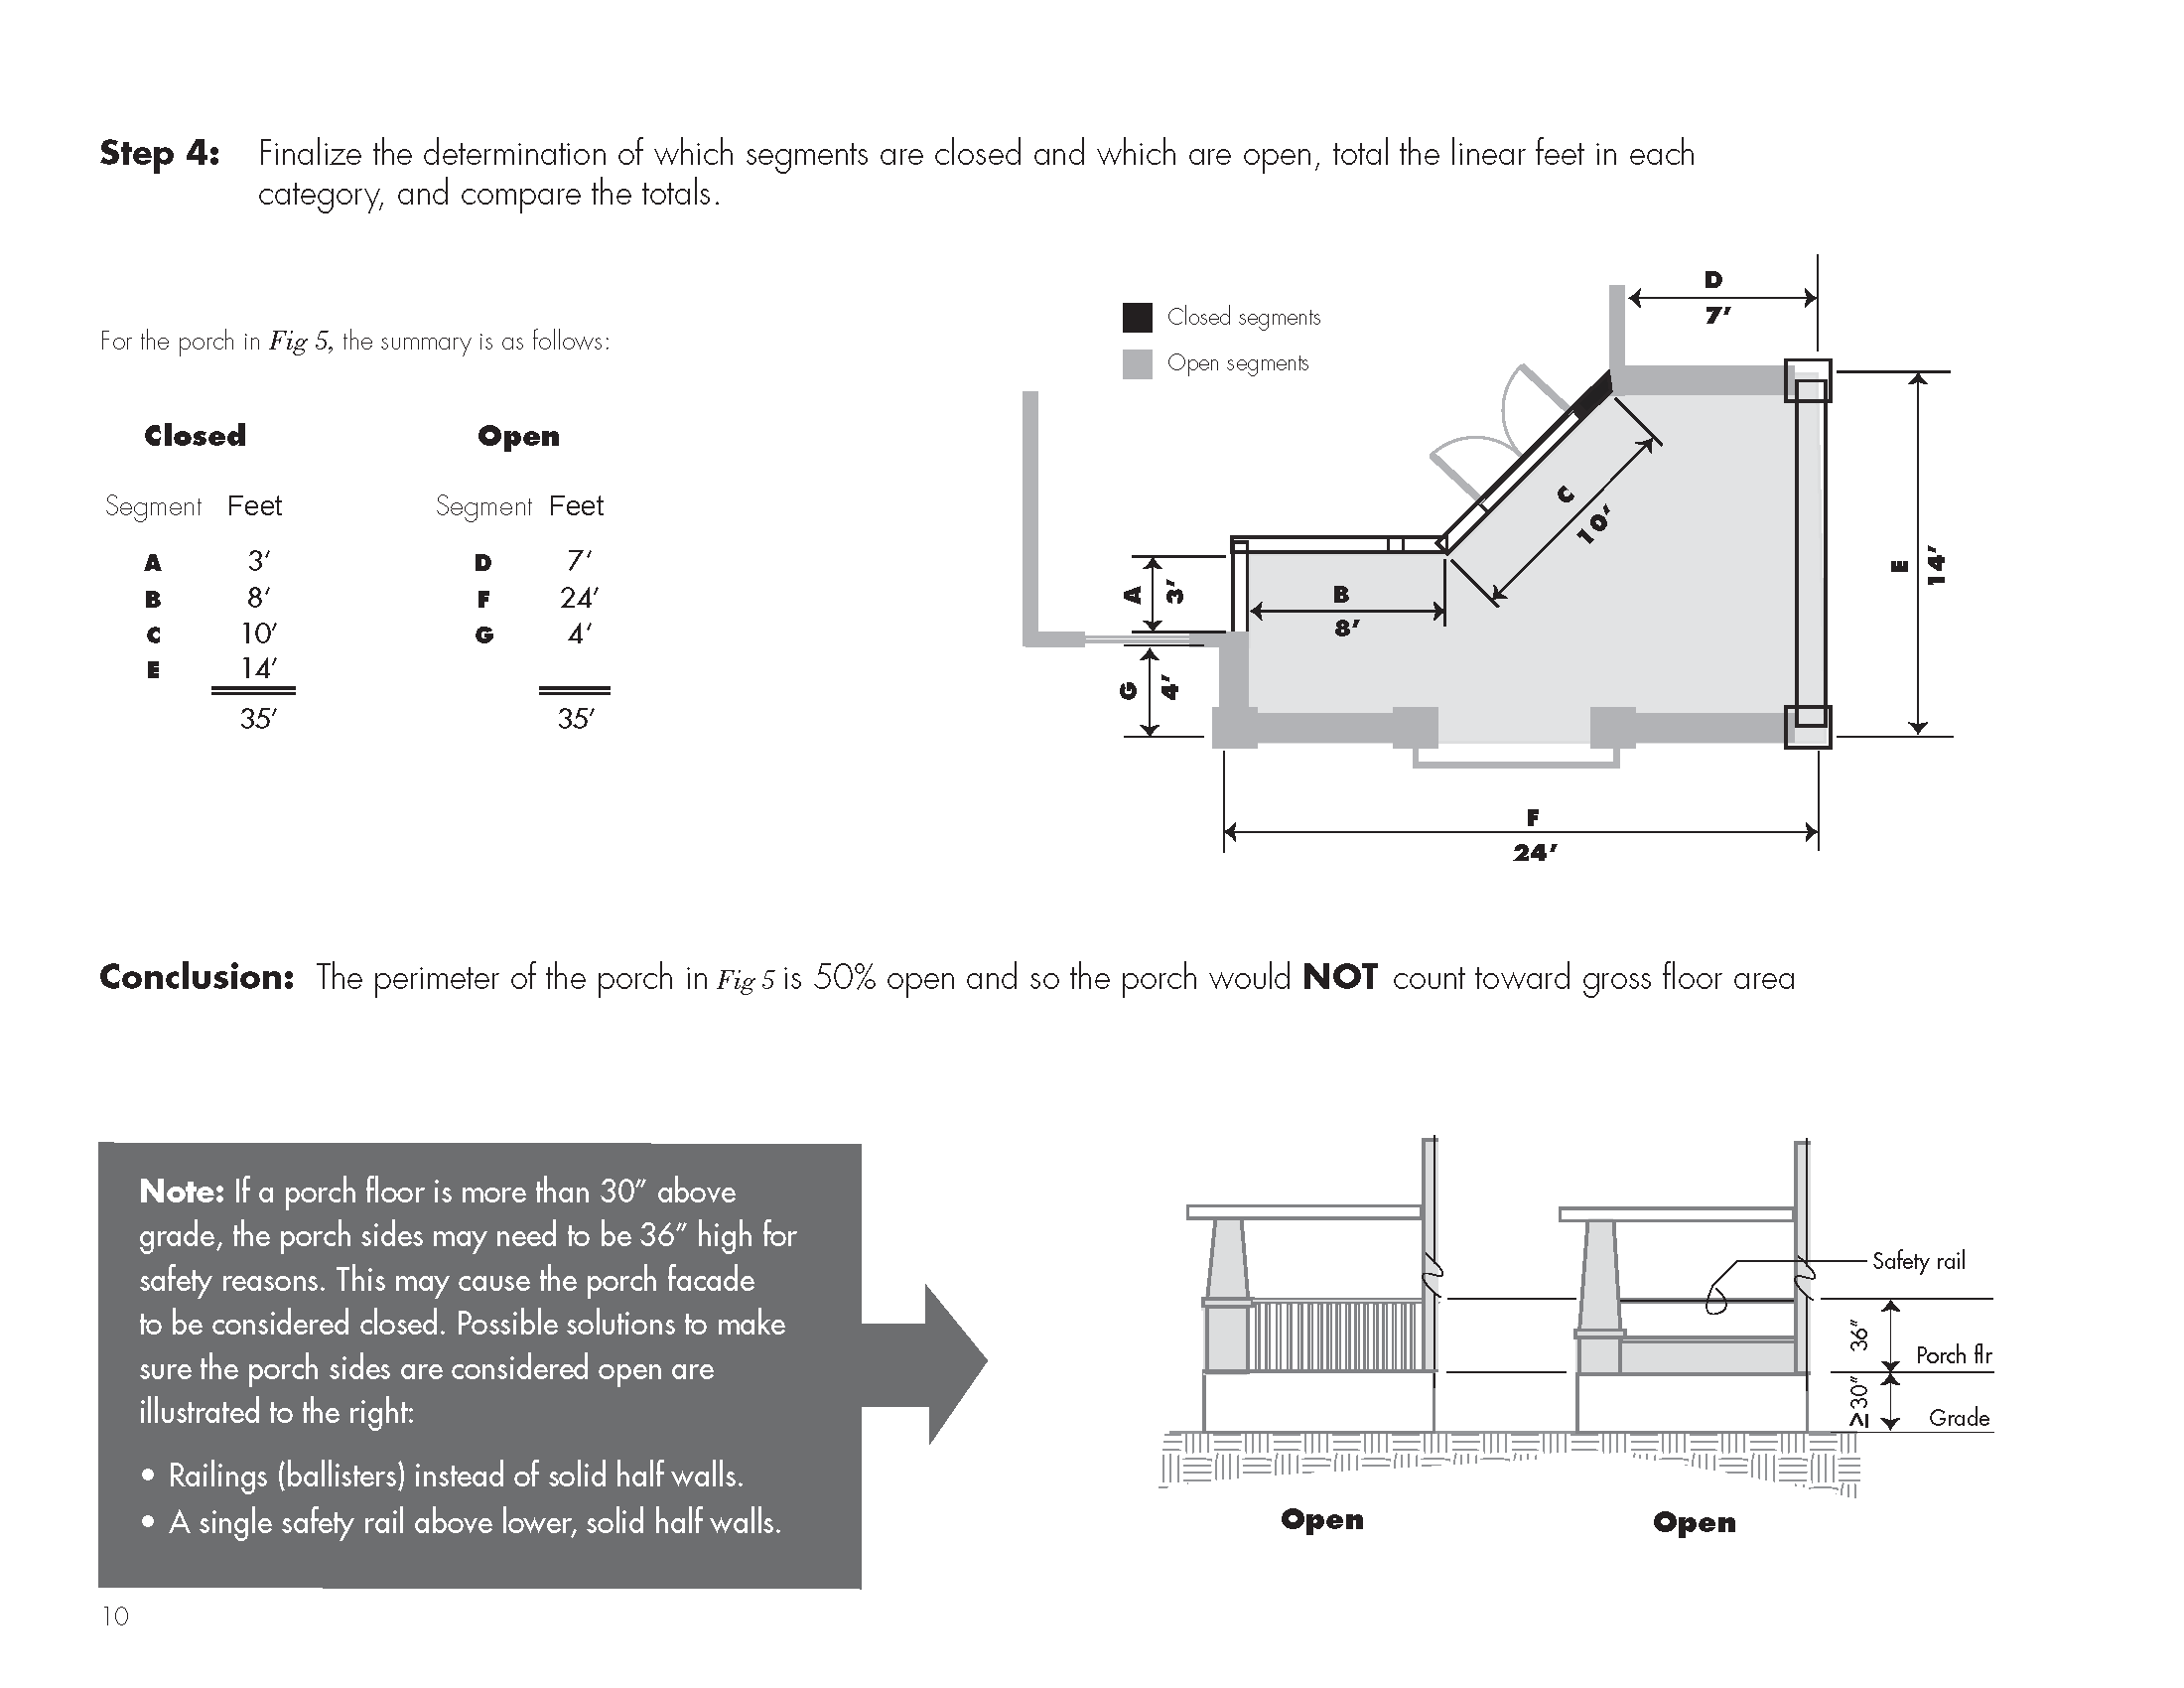 Step 4: Finalize the determination of which segments are closed and which are open, total the linear feet in each
category, and compare the totals.
For the porch in Fig 5, the summary is as follows:
Closed Open
Segment Feet Segment Feet
A 3′ D 7′
B 8′ F 24′
C 10′ G 4′
E 14′
35′ 35′
Closed segments
Open segments
D
7′
C
10′
E
14′
A
3′
B
8′
G
4′
F
24′
Conclusion: The perimeter of the porch in Fig 5 is 50% open and so the porch would NOT count toward gross floor area
Note: If a porch floor is more than 30″ above
grade, the porch sides may need to be 36″ high for
safety reasons. This may cause the porch facade
to be considered closed. Possible solutions to make
sure the porch sides are considered open are
illustrated to the right:
• Railings (ballisters) instead of solid half walls.
• A single safety rail above lower, solid half walls.
Safety rail
36″
Porch flr
≥30″
Grade
Open Open
10